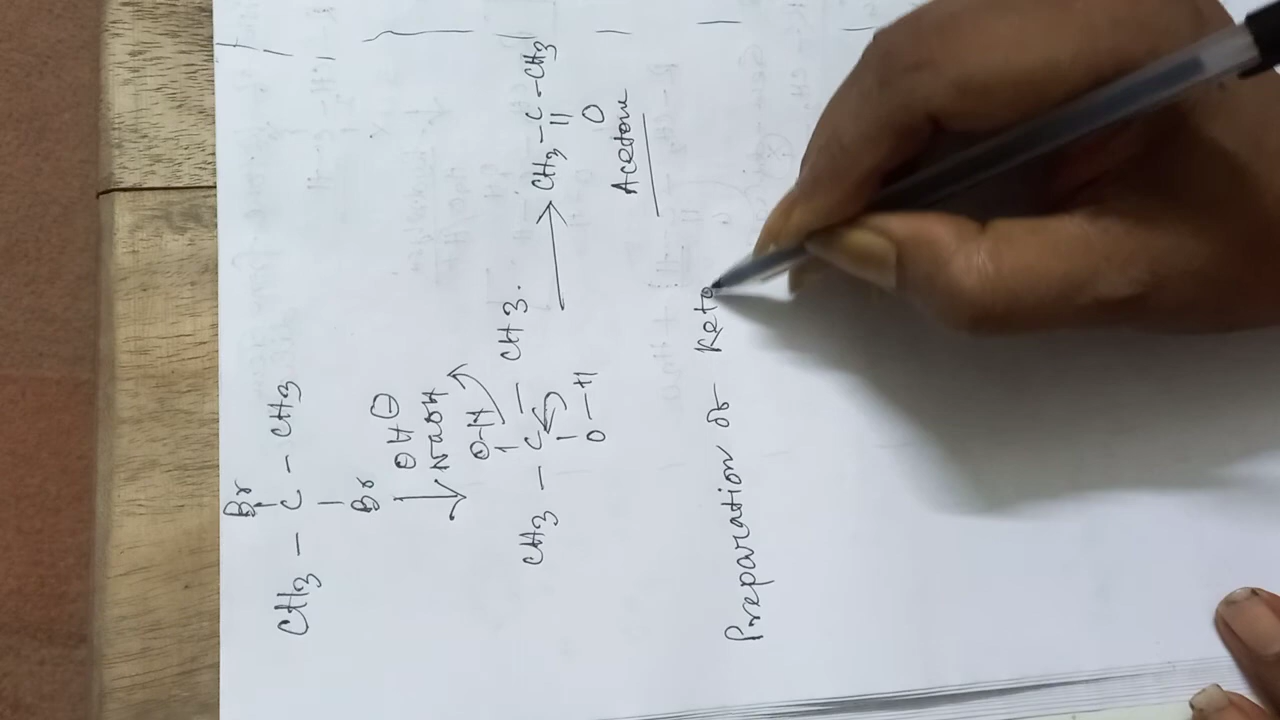 Br
CH3 - C - CH3
Br
OH⊖
NaOH
O-H
CH3 - C - CH3.
O-H
CH3-C-CH3
O
Acetone
Preparation of Keto